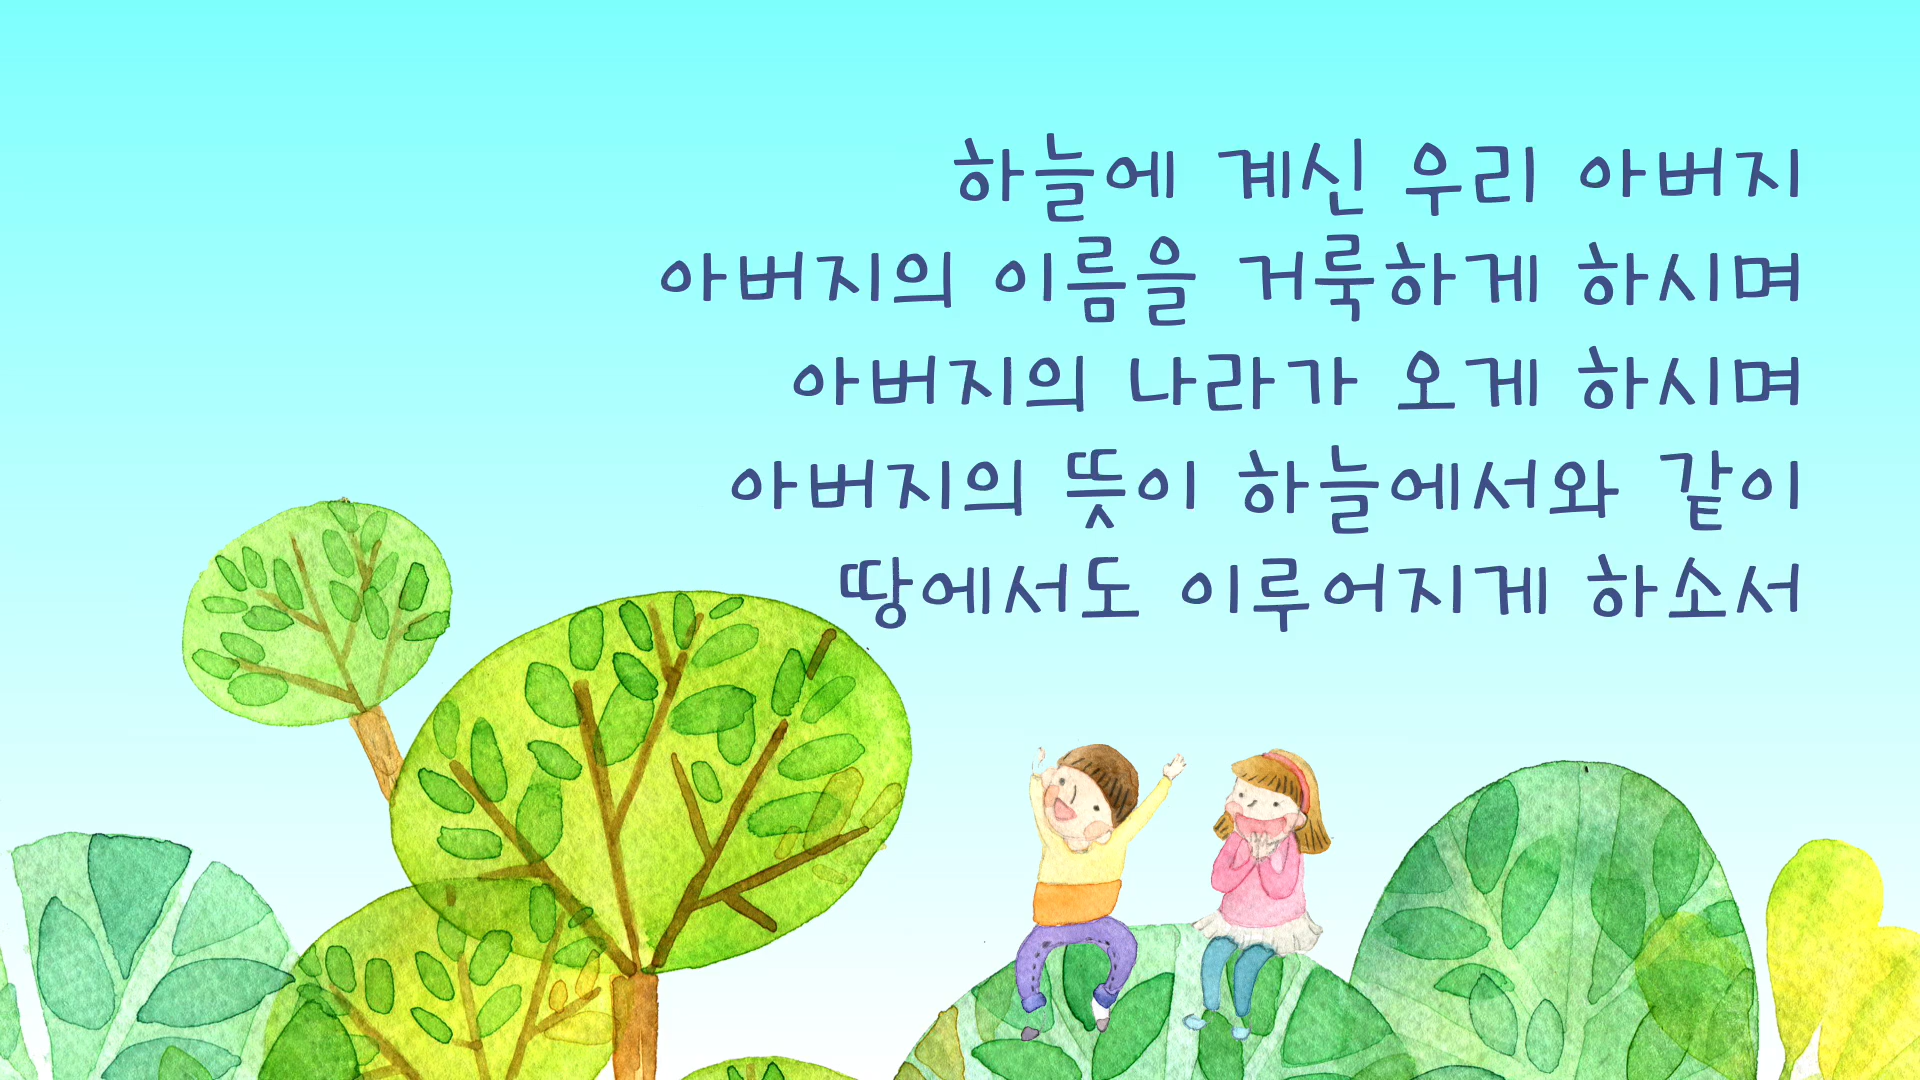 하늘에 계신 우리 아버지
아버지의 이름을 거룩하게 하시며
아버지의 나라가 오게 하시며
아버지의 뜻이 하늘에서와 같이
땅에서도 이루어지게 하소서